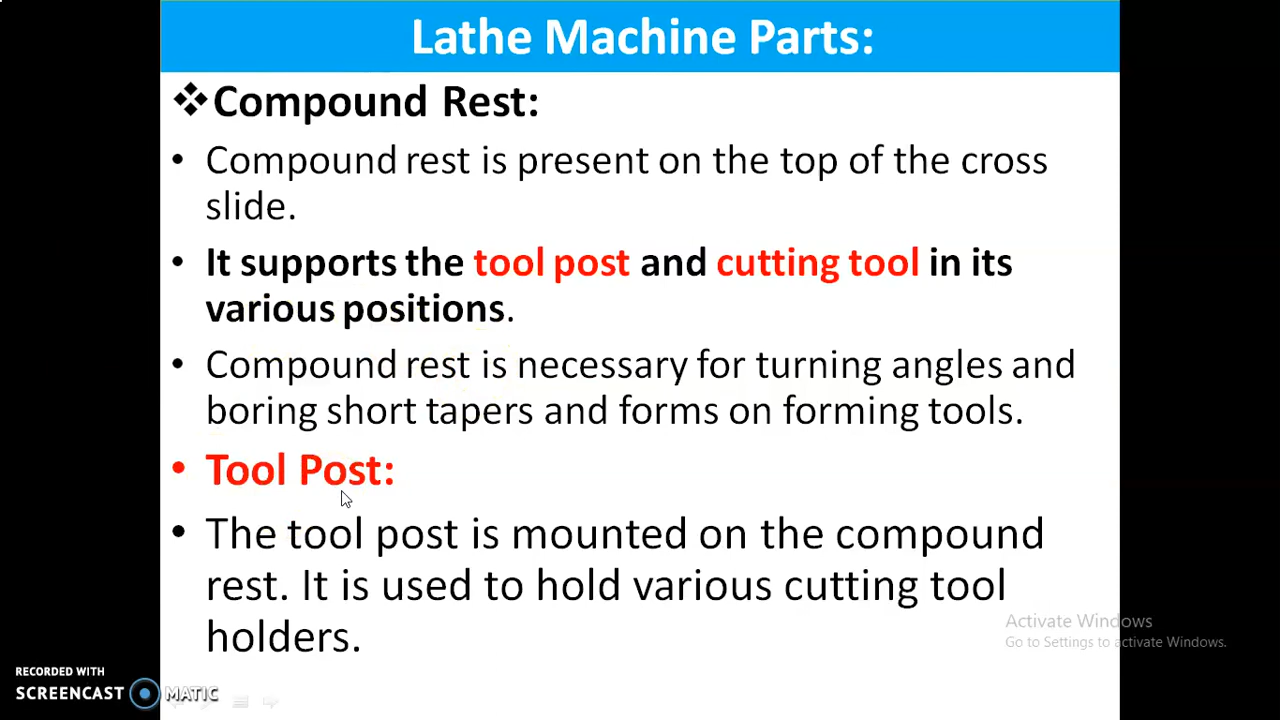 Lathe Machine Parts:
❖Compound Rest:
• Compound rest is present on the top of the cross
slide.
• It supports the tool post and cutting tool in its
various positions.
• Compound rest is necessary for turning angles and
boring short tapers and forms on forming tools.
• Tool Post:
• The tool post is mounted on the compound
rest. It is used to hold various cutting tool
holders.
Activate Windows
Go to Settings to activate Windows.
RECORDED WITH
SCREENCAST MATIC